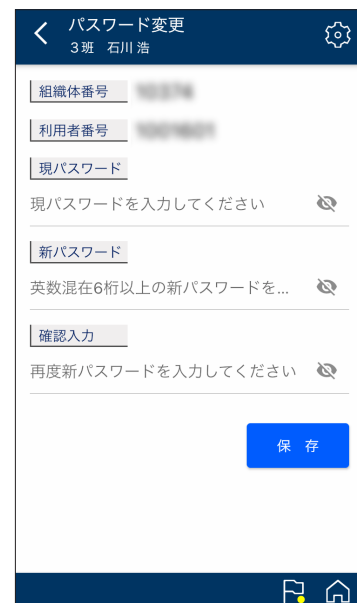 パスワード変更
3班 石川 浩
組織体番号
利用者番号
現パスワード
現パスワードを入力してください
新パスワード
英数混在6桁以上の新パスワードを...
確認入力
再度新パスワードを入力してください
保 存